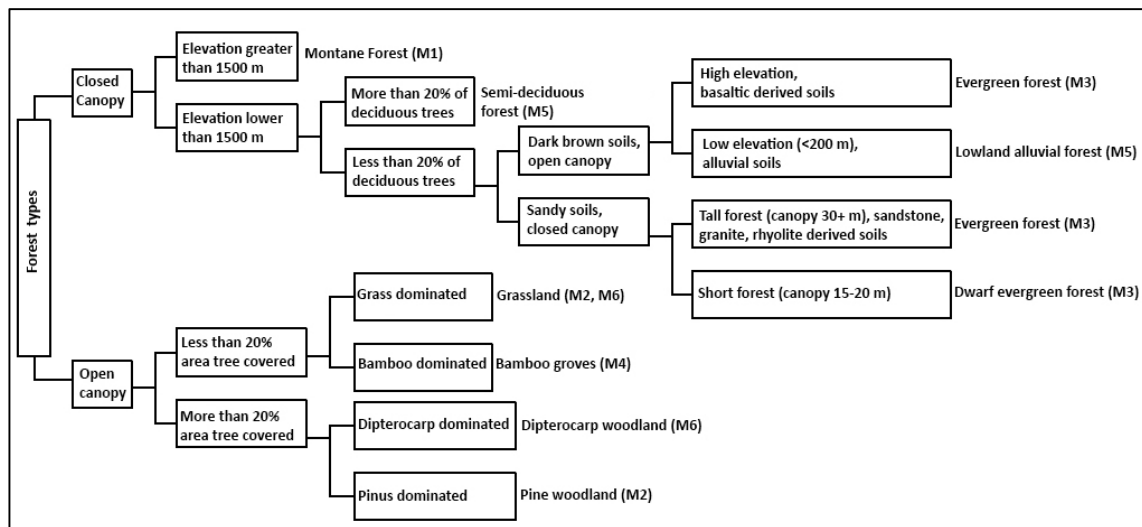 Forest types
Closed
Canopy
Elevation greater
than 1500 m
Montane Forest (M1)
Elevation lower
than 1500 m
More than 20% of
deciduous trees
Semi-deciduous
forest (M5)
Less than 20% of
deciduous trees
Dark brown soils,
open canopy
High elevation,
basaltic derived soils
Evergreen forest (M3)
Low elevation (<200 m),
alluvial soils
Lowland alluvial forest (M5)
Sandy soils,
closed canopy
Tall forest (canopy 30+ m), sandstone,
granite, rhyolite derived soils
Evergreen forest (M3)
Short forest (canopy 15-20 m)
Dwarf evergreen forest (M3)
Open
canopy
Less than 20%
area tree covered
Grass dominated
Grassland (M2, M6)
Bamboo dominated
Bamboo groves (M4)
More than 20%
area tree covered
Dipterocarp dominated
Dipterocarp woodland (M6)
Pinus dominated
Pine woodland (M2)